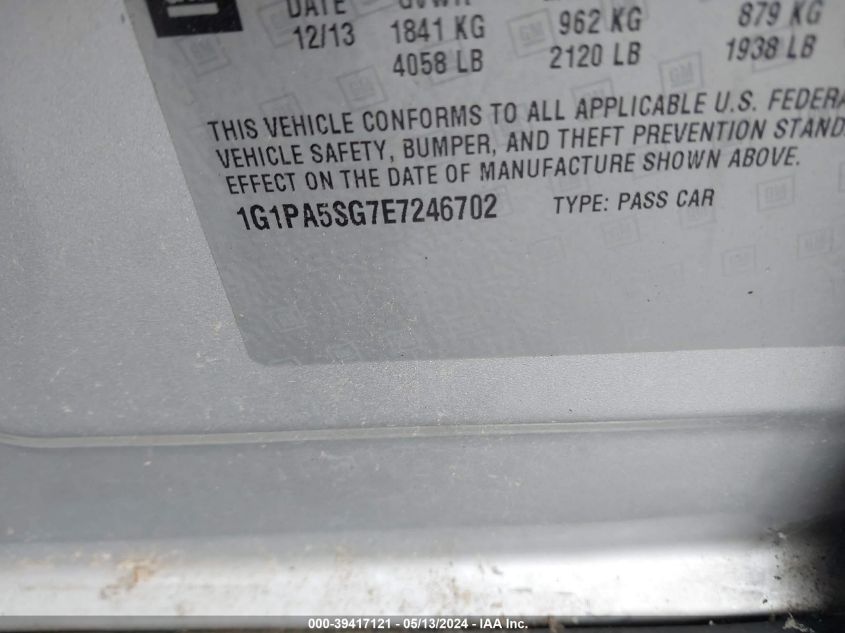 DATE GVWR
12/13 1841 KG 962 KG 879 KG
4058 LB 2120 LB 1938 LB
THIS VEHICLE CONFORMS TO ALL APPLICABLE U.S. FEDERA
VEHICLE SAFETY, BUMPER, AND THEFT PREVENTION STAND
EFFECT ON THE DATE OF MANUFACTURE SHOWN ABOVE.
1G1PA5SG7E7246702 TYPE: PASS CAR
000-39417121 - 05/13/2024 - IAA Inc.